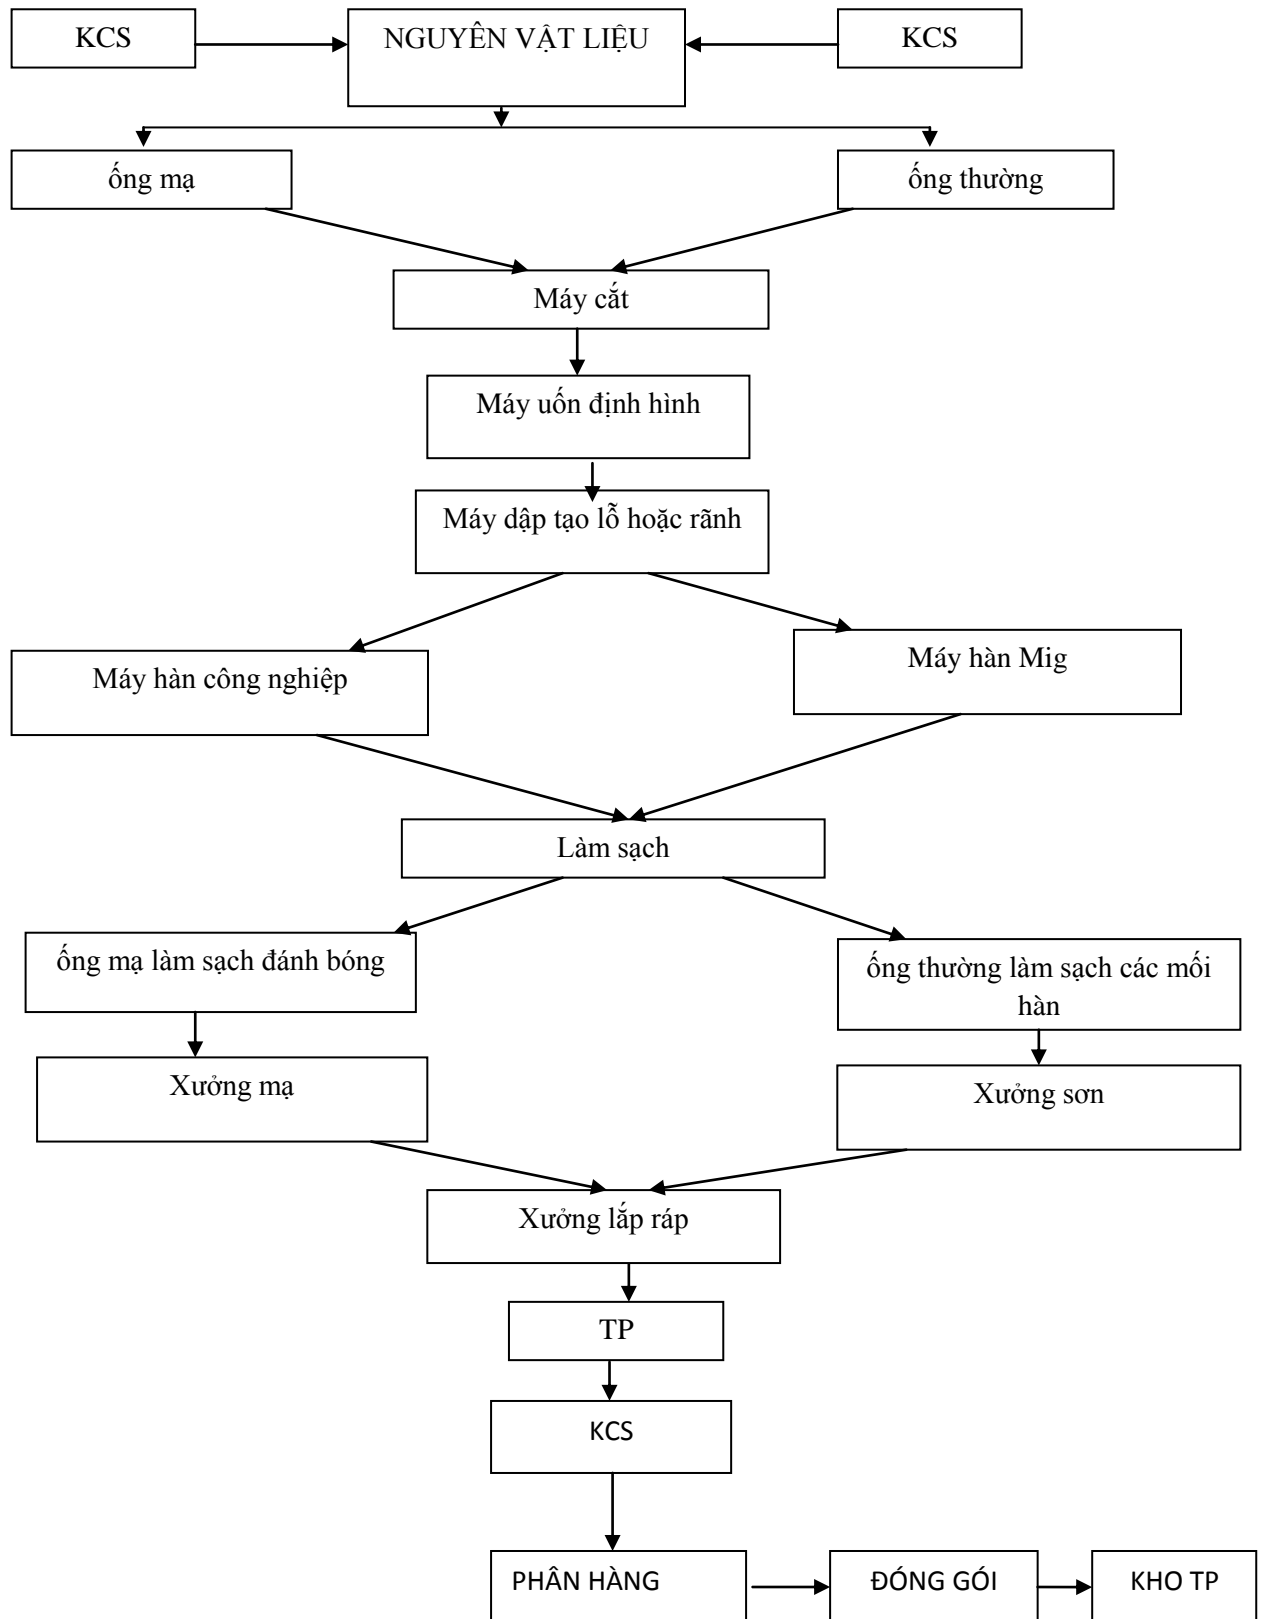 KCS
NGUYÊN VẬT LIỆU
KCS
ống mạ
ống thường
Máy cắt
Máy uốn định hình
Máy dập tạo lỗ hoặc rãnh
Máy hàn công nghiệp
Máy hàn Mig
Làm sạch
ống mạ làm sạch đánh bóng
ống thường làm sạch các mối
hàn
Xưởng mạ
Xưởng sơn
Xưởng lắp ráp
TP
KCS
PHÂN HÀNG
ĐÓNG GÓI
KHO TP